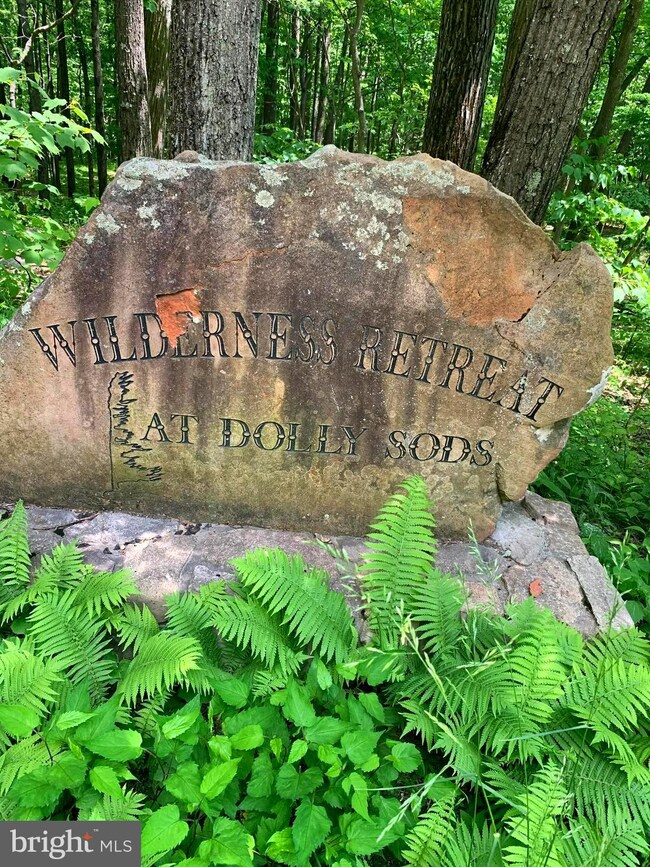 WILDERNESS RETREAT
AT DOLLY SODS
bright MLS